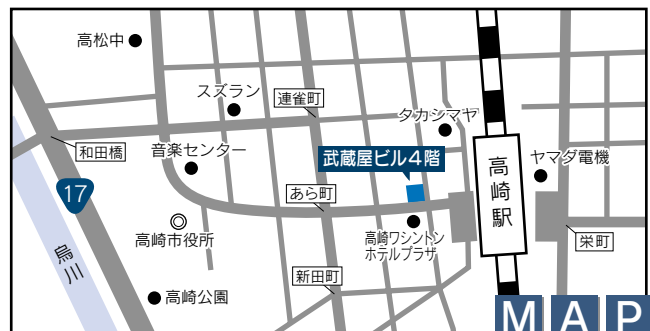 高松中
スズラン
連雀町
タカシマヤ
和田橋
音楽センター
武蔵屋ビル4階
高崎駅
ヤマダ電機
17
あら町
高崎市役所
高崎ワシントン
ホテルプラザ
栄町
烏川
新田町
高崎公園
MAP